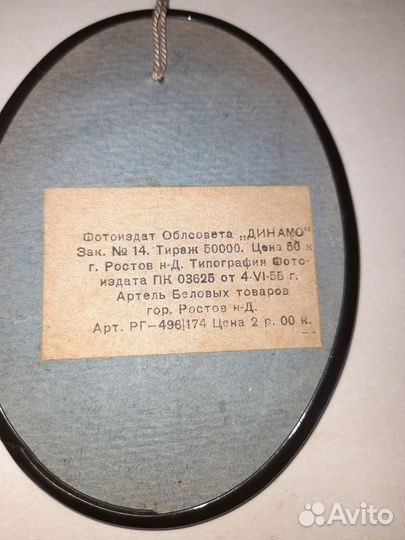 Фотоиздат Облсовета „ДИНАМО"
Зак. № 14. Тираж 50000. Цена 50 к
г. Ростов н-Д. Типография Фото-
издата ПК 03625 от 4-VI-55 г.
Артель Беловых товаров
гор. Ростов н-Д.
Арт. РГ—496|174 Цена 2 р. 00 к.
Avito